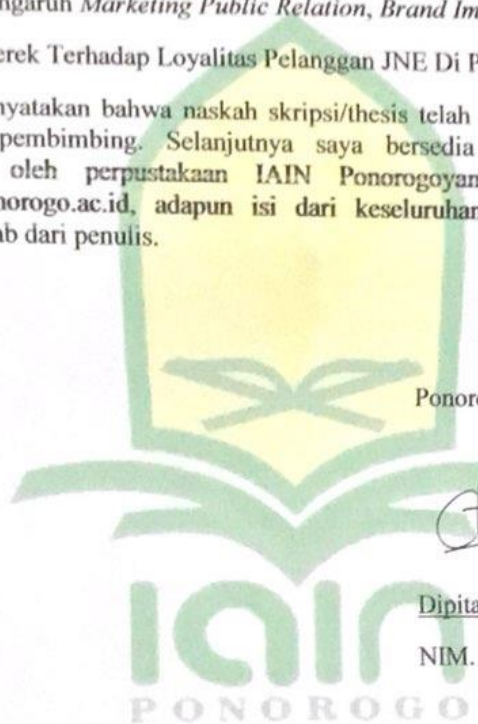 ngaruh Marketing Public Relation, Brand Im
erek Terhadap Loyalitas Pelanggan JNE Di P
nyatakan bahwa naskah skripsi/thesis telah
pembimbing. Selanjutnya saya bersedia
oleh perpustakaan IAIN Ponorogoyan
norogo.ac.id, adapun isi dari keseluruhan
ab dari penulis.
Ponoro
Dipita
NIM.
IAIN
PONOROGO